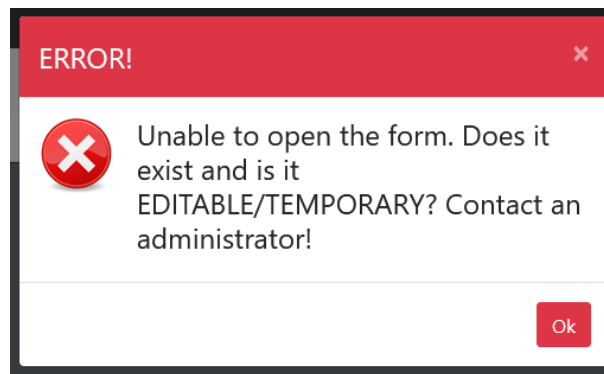 ERROR!
×
Unable to open the form. Does it
exist and is it
EDITABLE/TEMPORARY? Contact an
administrator!
Ok